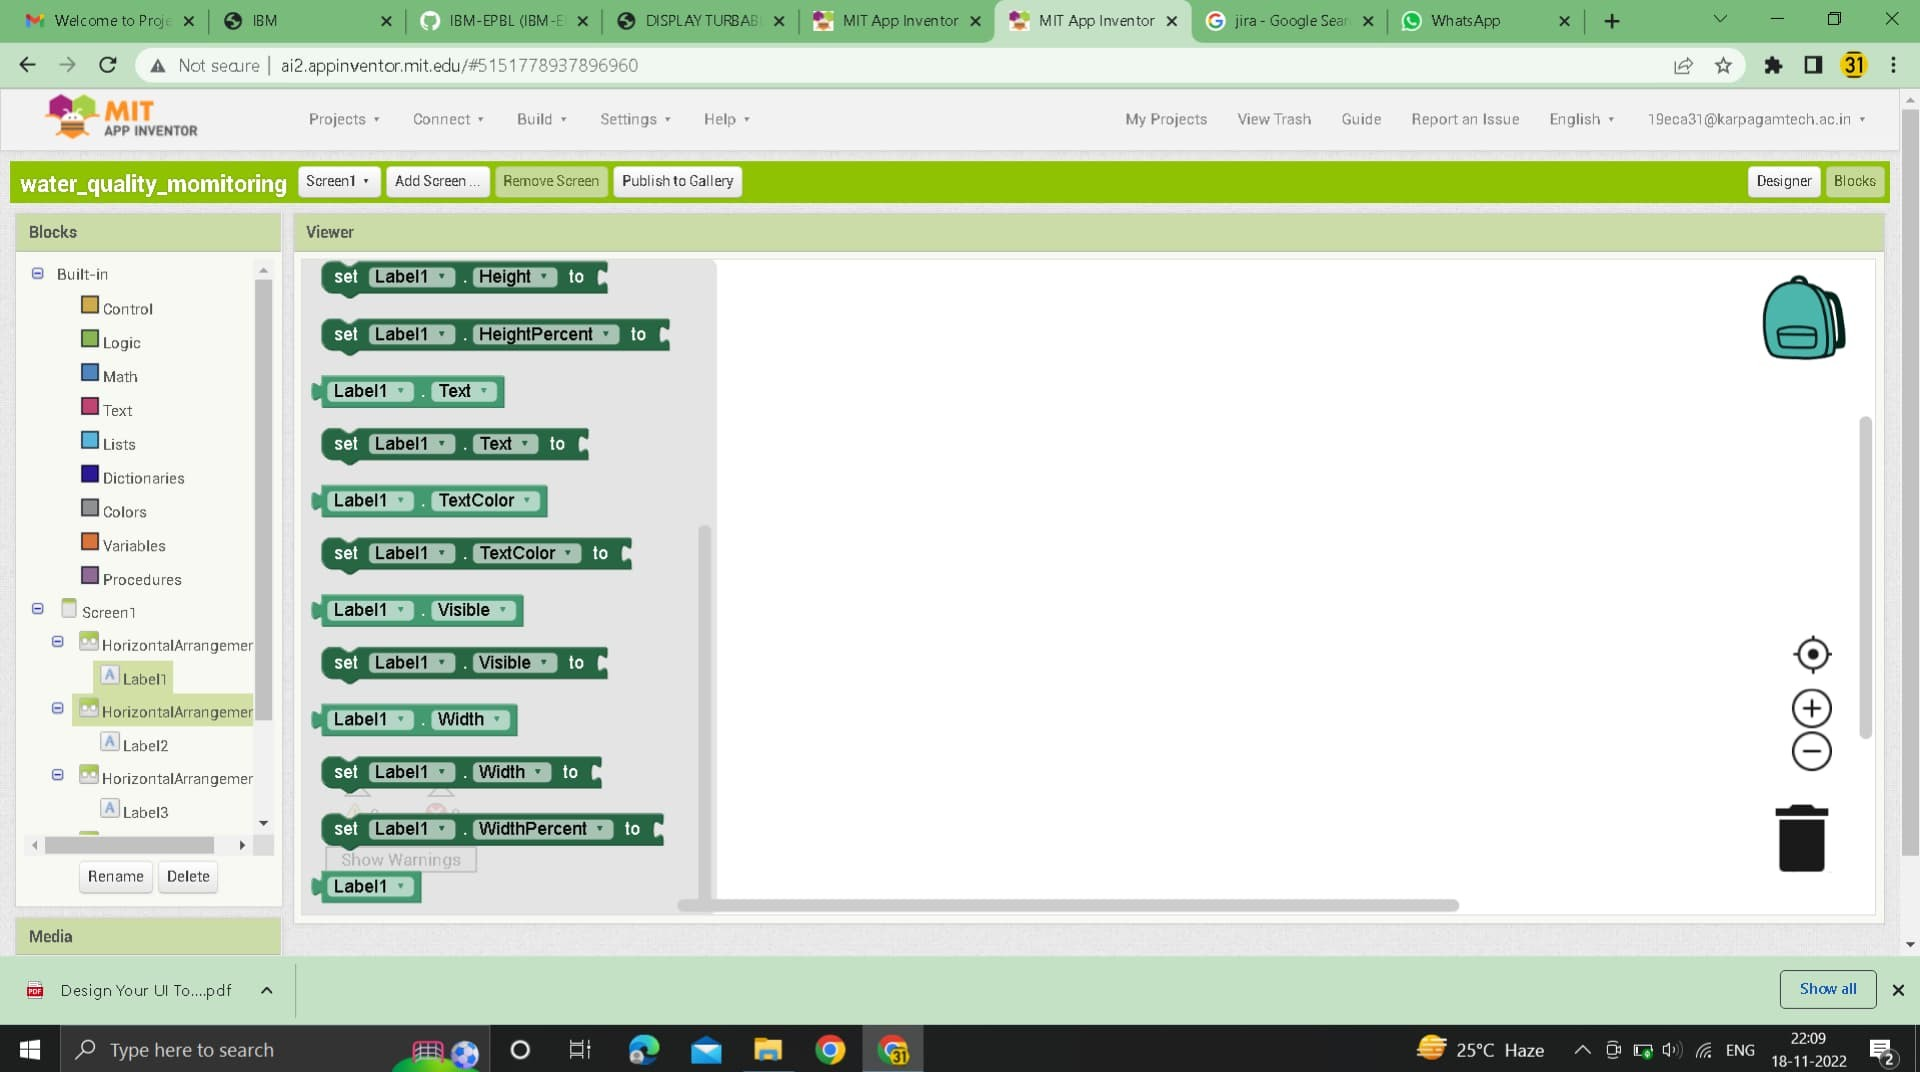 Welcome to Proje
IBM
IBM-EPBL (IBM-E
DISPLAY TURBAB
MIT App Inventor
MIT App Inventor
jira - Google Sear
WhatsApp
Not secure
ai2.appinventor.mit.edu/#5151778937896960
31
MIT
APP INVENTOR
Projects
Connect
Build
Settings
Help
My Projects
View Trash
Guide
Report an Issue
English
19eca31@karpagamtech.ac.in
water_quality_momitoring
Screen1
Add Screen ...
Remove Screen
Publish to Gallery
Designer
Blocks
Blocks
Built-in
Control
Logic
Math
Text
Lists
Dictionaries
Colors
Variables
Procedures
Screen1
HorizontalArrangemer
Label1
HorizontalArrangemer
Label2
HorizontalArrangemer
Label3
Rename
Delete
Media
Viewer
set Label1 . Height to
set Label1 . HeightPercent to
Label1 . Text
set Label1 . Text to
Label1 . TextColor
set Label1 . TextColor to
Label1 . Visible
set Label1 . Visible to
Label1 . Width
set Label1 . Width to
set Label1 . WidthPercent to
Show Warnings
Label1
PDF
Design Your UI To....pdf
Show all
Type here to search
31
25°C Haze
ENG
22:09
18-11-2022
2